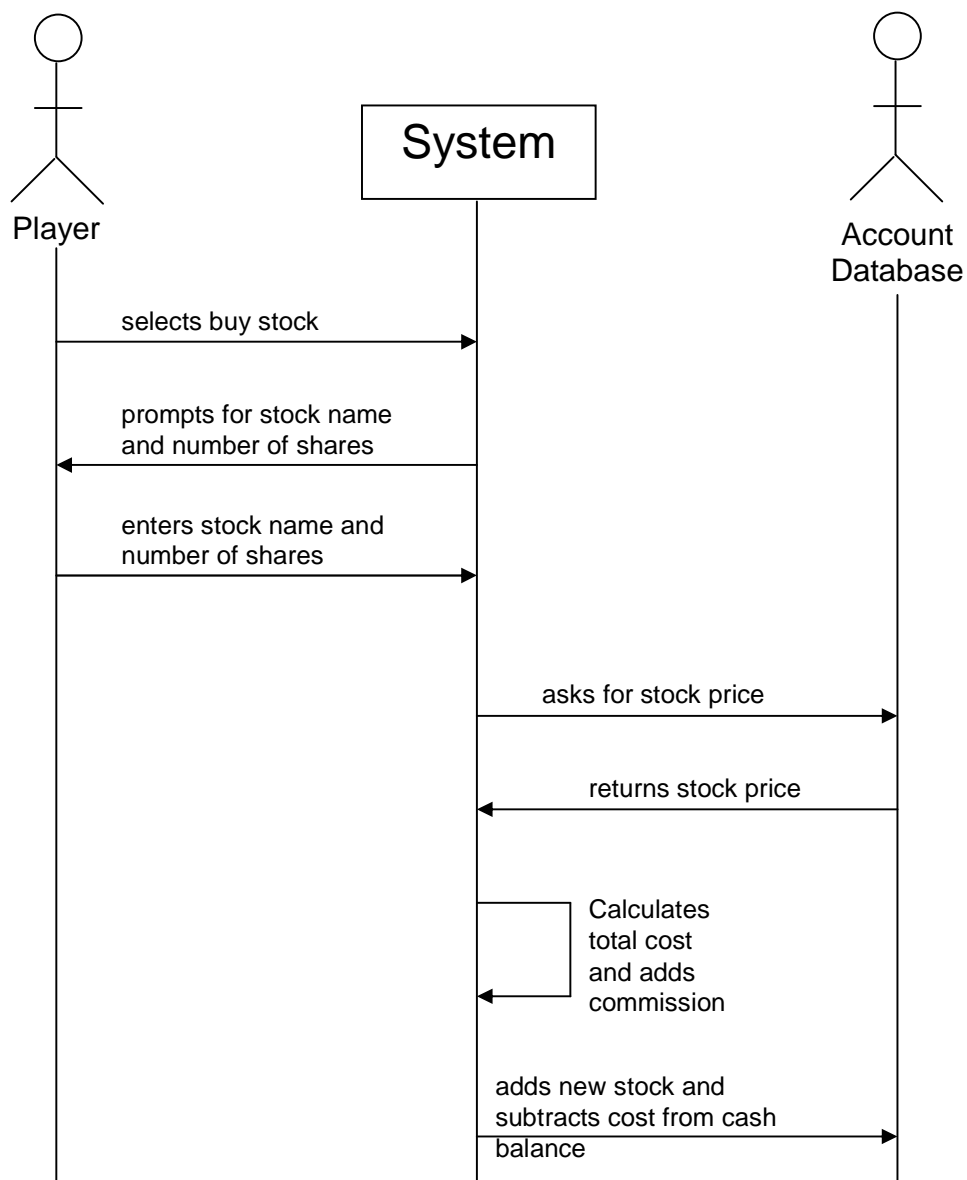 System
Player
Account
Database
selects buy stock
prompts for stock name
and number of shares
enters stock name and
number of shares
asks for stock price
returns stock price
Calculates
total cost
and adds
commission
adds new stock and
subtracts cost from cash
balance